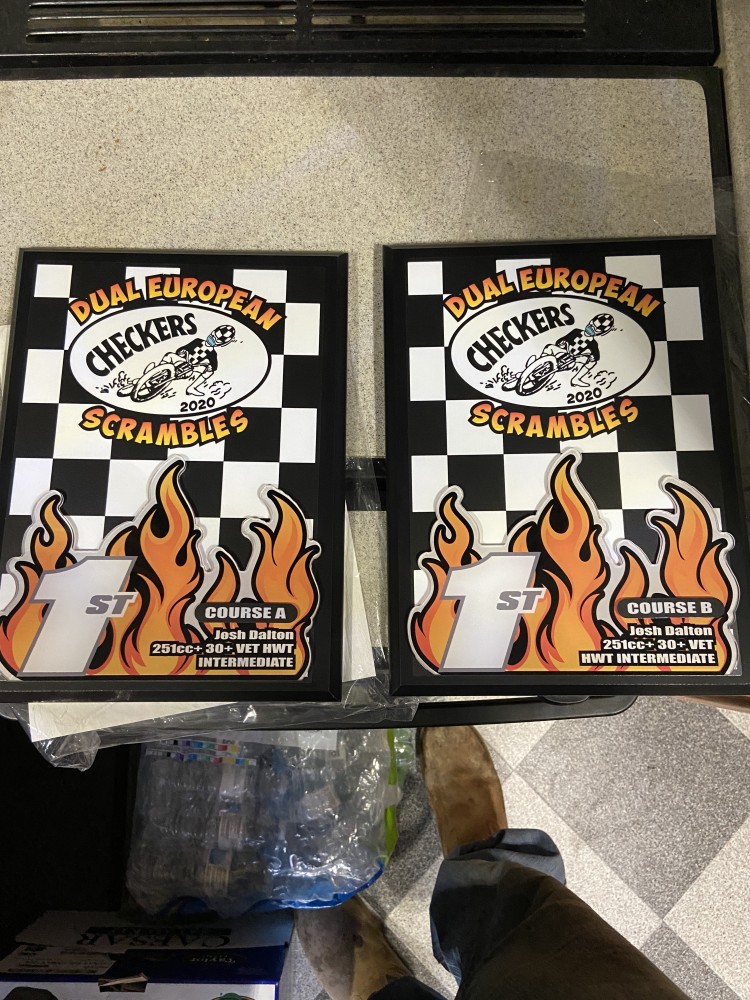 DUAL EUROPEAN
CHECKERS
2020
SCRAMBLES
1ST
COURSE A
Josh Dalton
251cc+ 30+ VET HWT
INTERMEDIATE
DUAL EUROPEAN
CHECKERS
2020
SCRAMBLES
1ST
COURSE B
Josh Dalton
251cc+ 30+ VET
HWT INTERMEDIATE
CAESAR